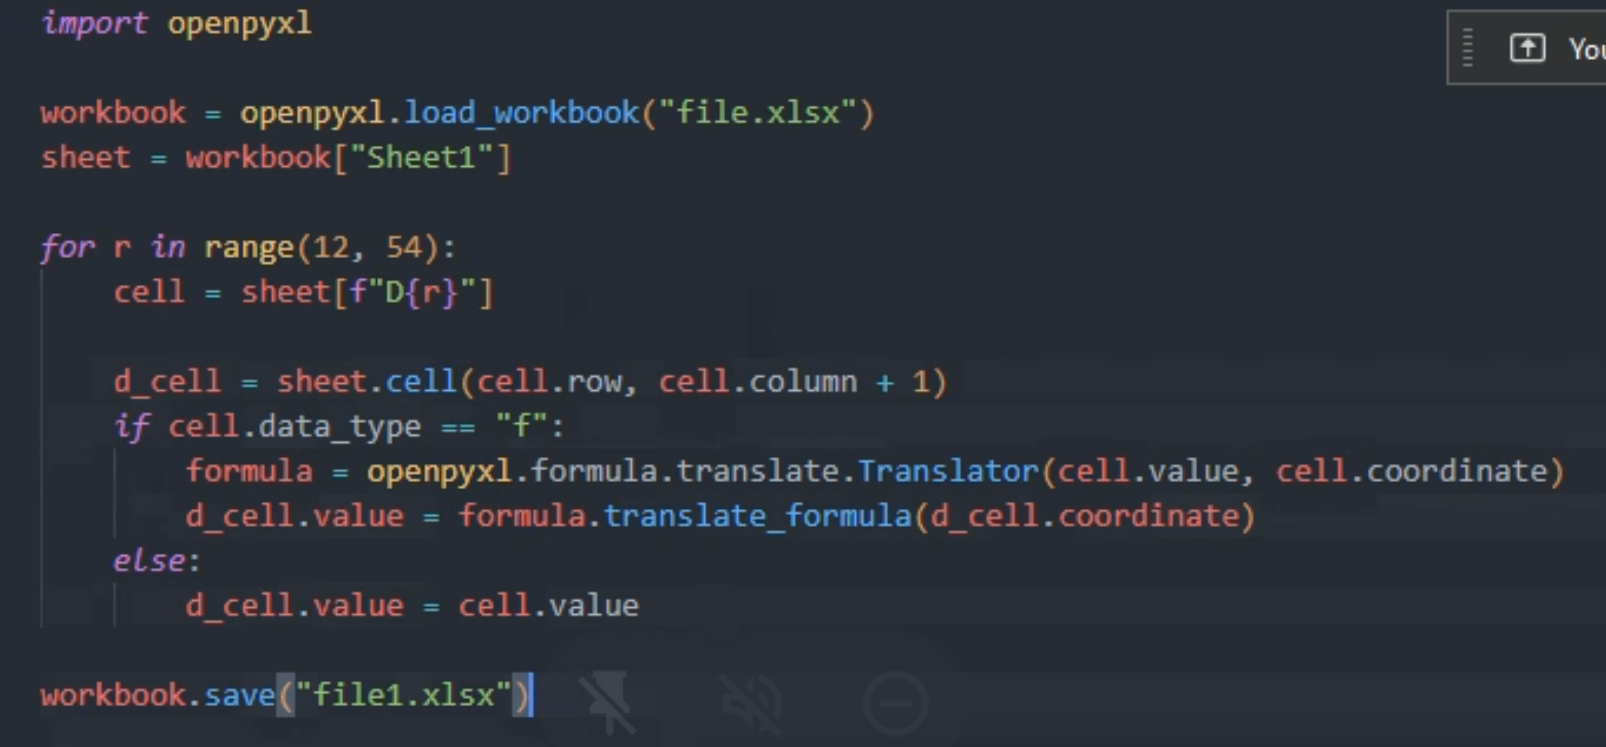 import openpyxl
You
workbook = openpyxl.load_workbook("file.xlsx")
sheet = workbook["Sheet1"]
for r in range(12, 54):
    cell = sheet[f"D{r}"]
    d_cell = sheet.cell(cell.row, cell.column + 1)
    if cell.data_type == "f":
        formula = openpyxl.formula.translate.Translator(cell.value, cell.coordinate)
        d_cell.value = formula.translate_formula(d_cell.coordinate)
    else:
        d_cell.value = cell.value
workbook.save("file1.xlsx")